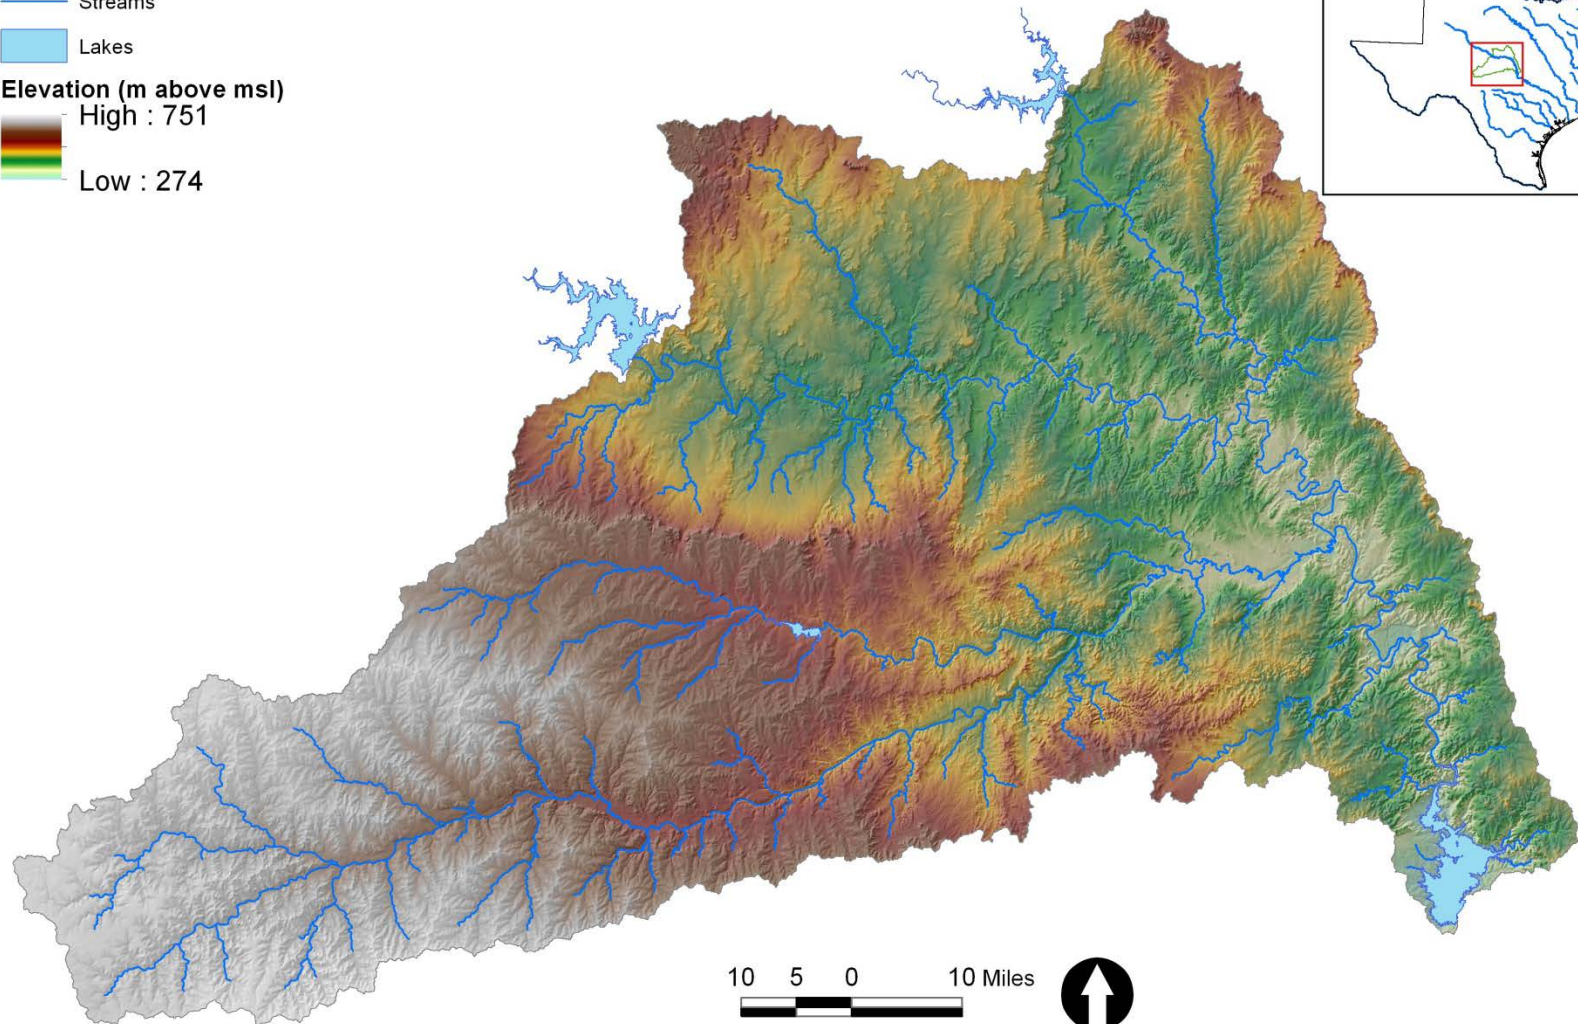 Streams
Lakes
Elevation (m above msl)
High : 751
Low : 274
10 5 0 10 Miles